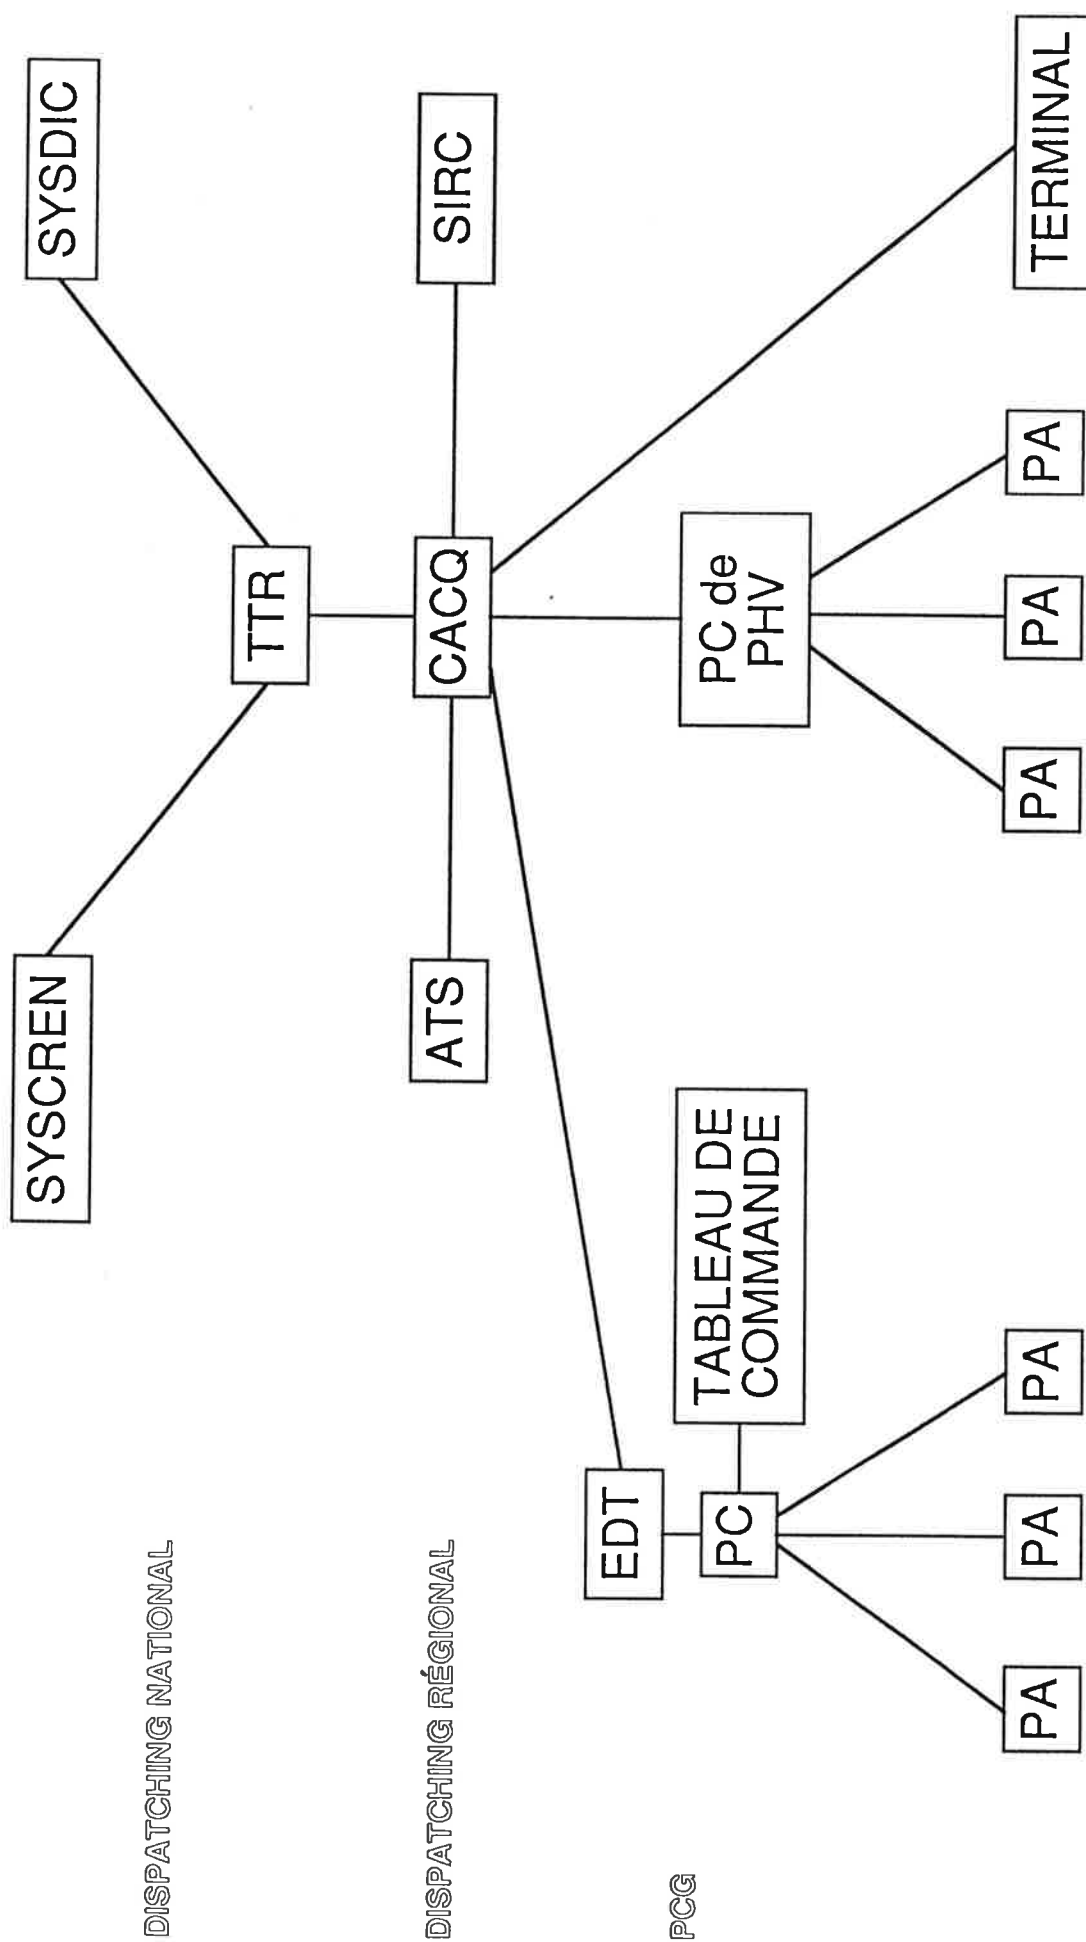 SYSCREN
SYSDIC
DISPATCHING NATIONAL
TTR
DISPATCHING RÉGIONAL
ATS
CACQ
SIRC
EDT
PCG
PC
TABLEAU DE
COMMANDE
PC de
PHV
PA
PA
PA
PA
PA
PA
TERMINAL